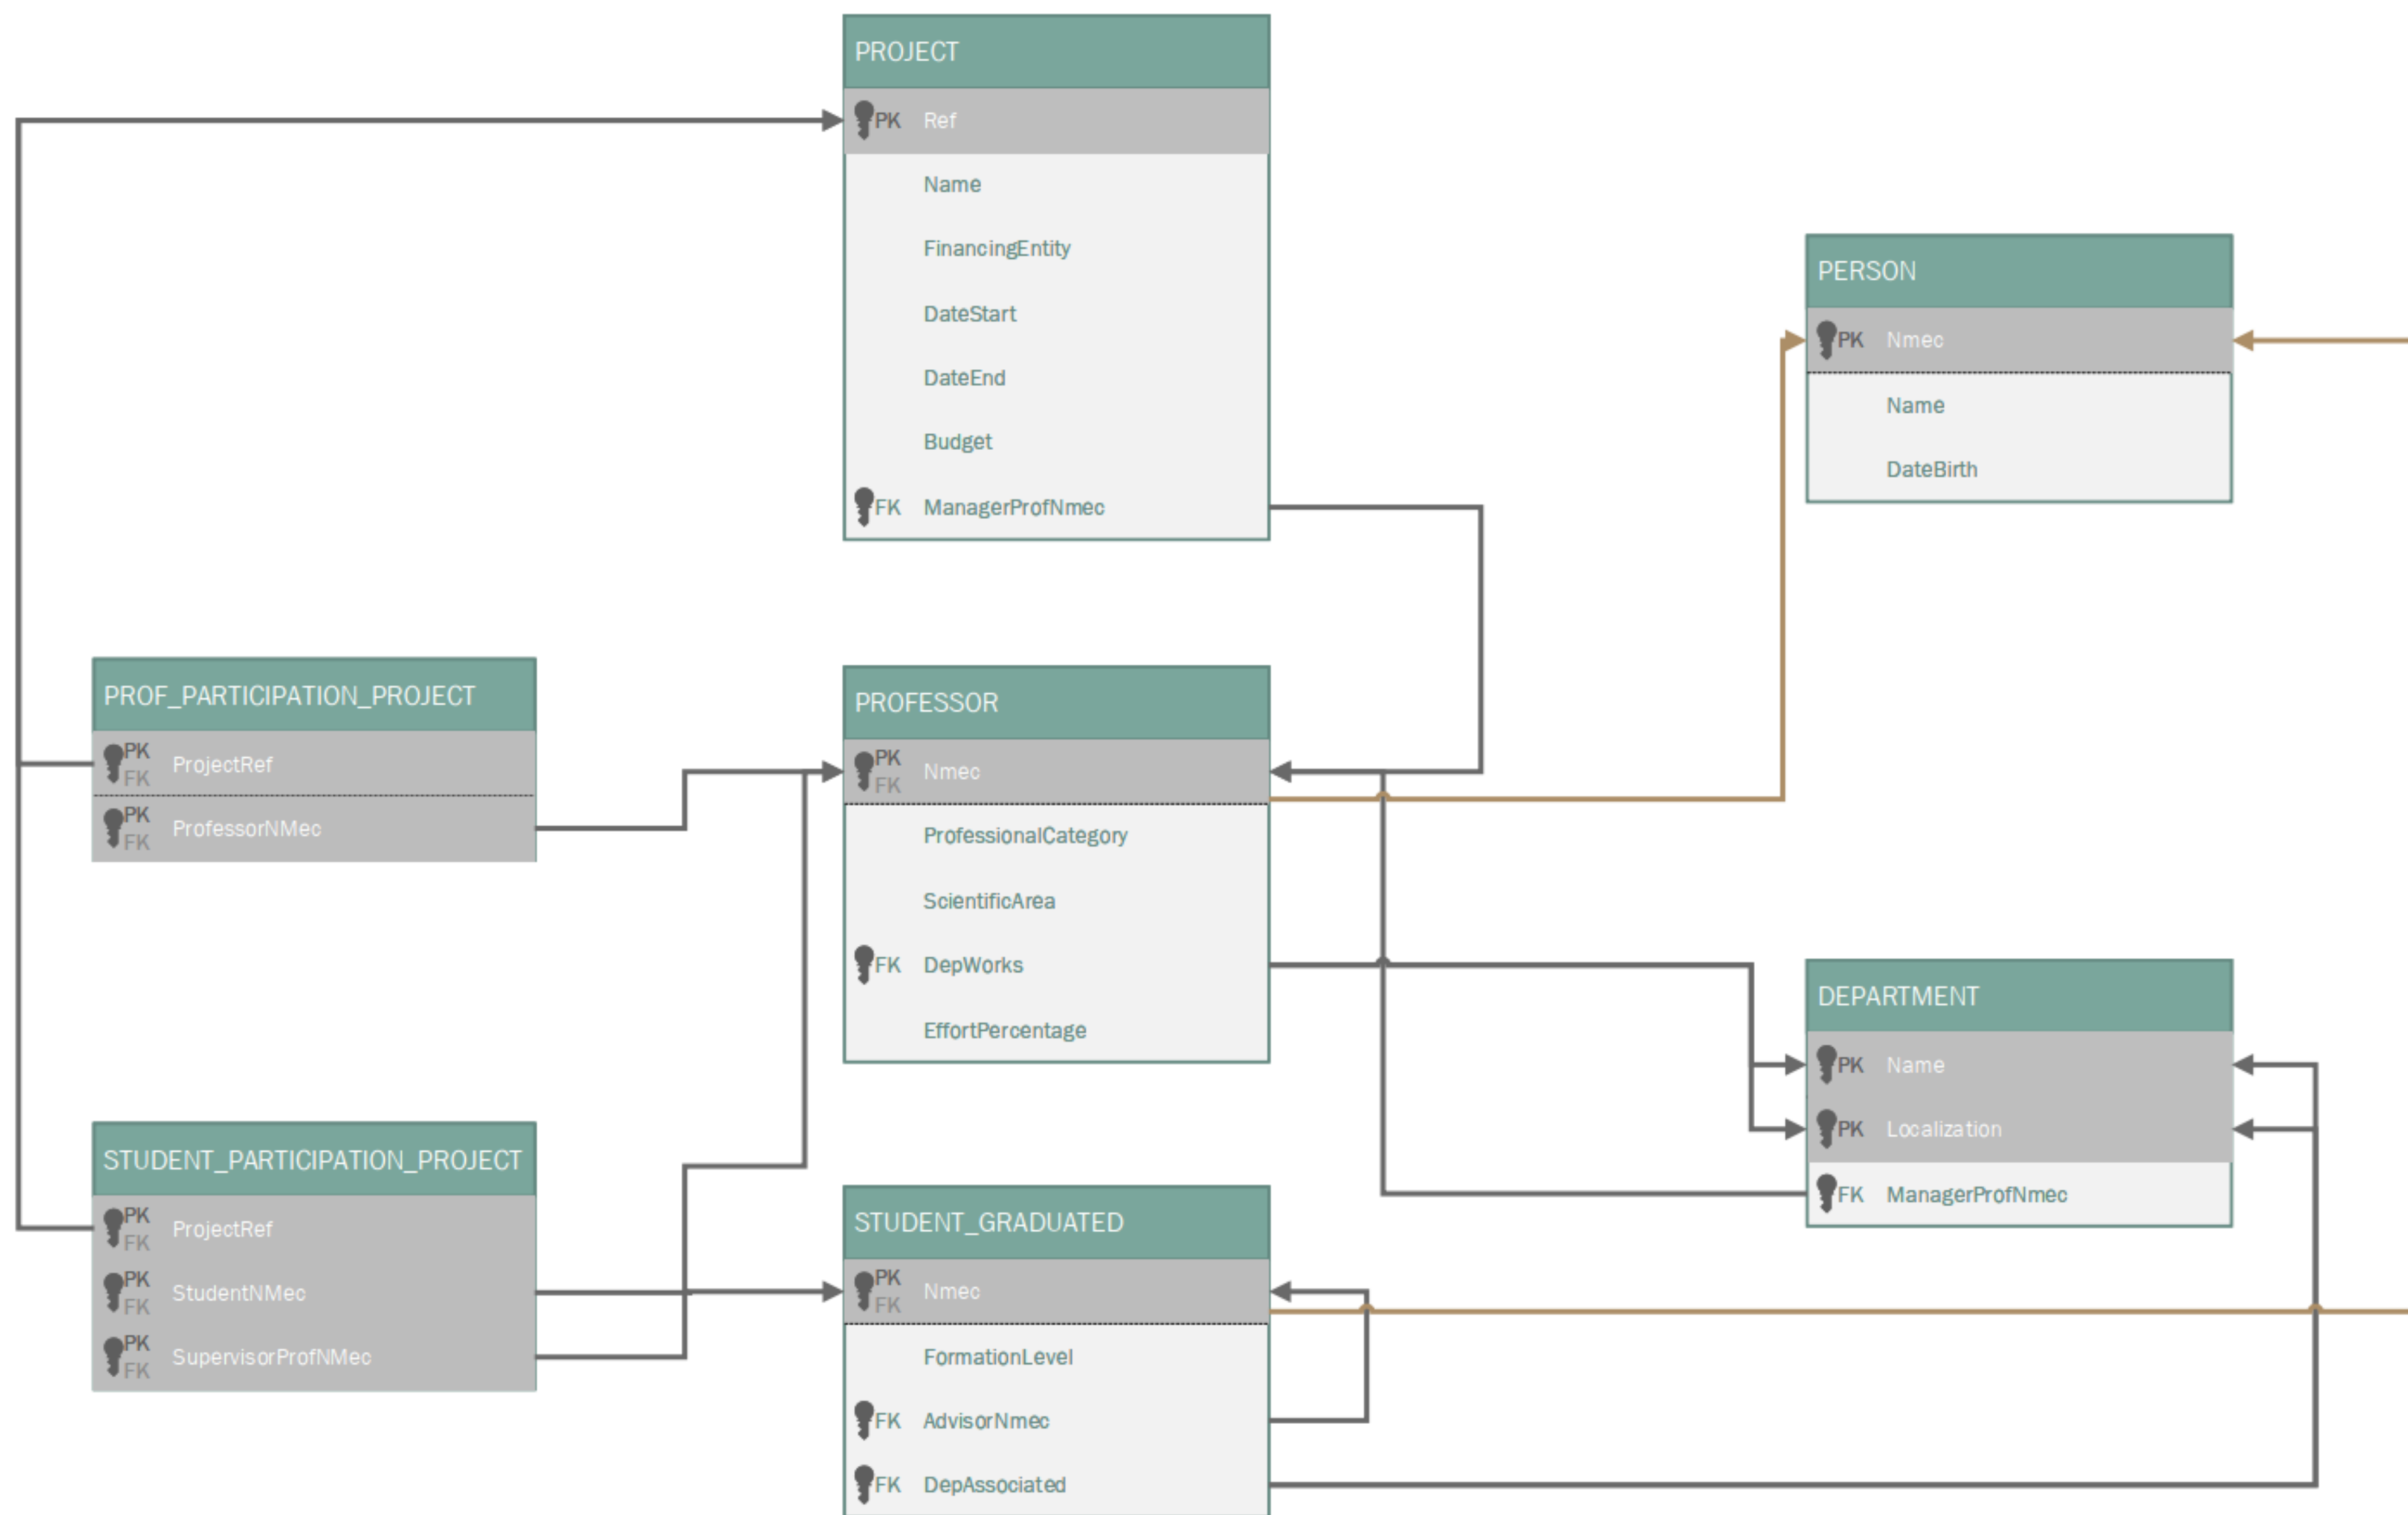 PROJECT
PK Ref
Name
FinancingEntity
DateStart
DateEnd
Budget
FK ManagerProfNmec
PERSON
PK Nmec
Name
DateBirth
PROF_PARTICIPATION_PROJECT
PK FK ProjectRef
PK FK ProfessorNMec
PROFESSOR
PK FK Nmec
ProfessionalCategory
ScientificArea
FK DepWorks
EffortPercentage
DEPARTMENT
PK Name
PK Localization
FK ManagerProfNmec
STUDENT_PARTICIPATION_PROJECT
PK FK ProjectRef
PK FK StudentNMec
PK FK SupervisorProfNMec
STUDENT_GRADUATED
PK FK Nmec
FormationLevel
FK AdvisorNmec
FK DepAssociated